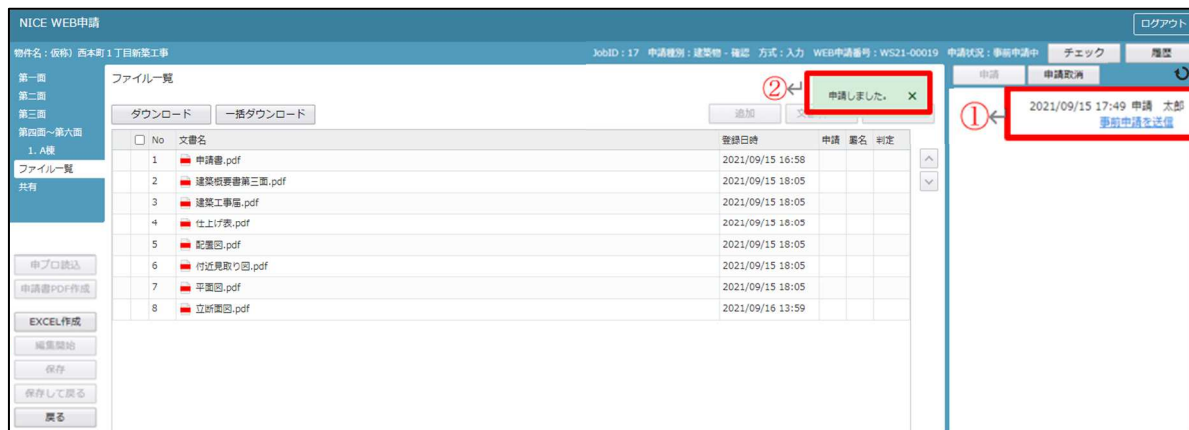 NICE WEB申請
ログアウト
物件名：仮称）西本町１丁目新築工事
JobID：17 申請種別：建築物 - 確認 方式：入力 WEB申請番号：WS21-00019 申請状況：事前申請中
チェック
履歴
第一面
第二面
第三面
第四面～第六面
1. A棟
ファイル一覧
共有
申プロ読込
申請書PDF作成
EXCEL作成
編集開始
保存
保存して戻る
戻る
ファイル一覧
②
申請しました。 ×
ダウンロード
一括ダウンロード
追加
No 文書名 登録日時 申請 署名 判定
1 申請書.pdf 2021/09/15 16:58
2 建築概要書第三面.pdf 2021/09/15 18:05
3 建築工事届.pdf 2021/09/15 18:05
4 仕上げ表.pdf 2021/09/15 18:05
5 配置図.pdf 2021/09/15 18:05
6 付近見取り図.pdf 2021/09/15 18:05
7 平面図.pdf 2021/09/15 18:05
8 立断面図.pdf 2021/09/16 13:59
申請
申請取消
①
2021/09/15 17:49 申請 太郎
事前申請を送信